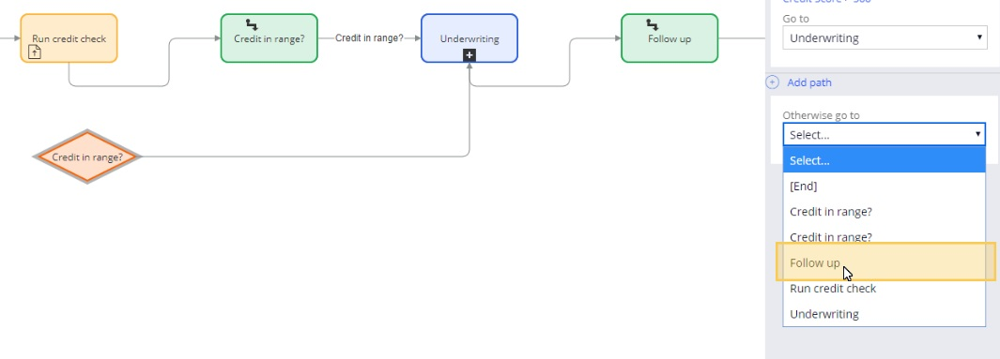 Run credit check
Credit in range?
Credit in range?
Underwriting
Follow up
Credit in range?
Go to
Underwriting
Add path
Otherwise go to
Select...
Select...
[End]
Credit in range?
Credit in range?
Follow up
Run credit check
Underwriting